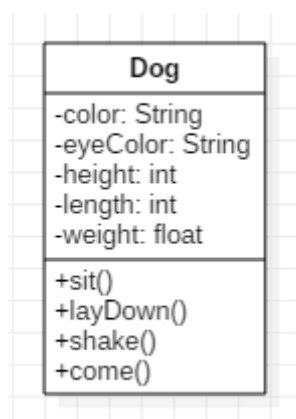 Dog
-color: String
-eyeColor: String
-height: int
-length: int
-weight: float
+sit()
+layDown()
+shake()
+come()